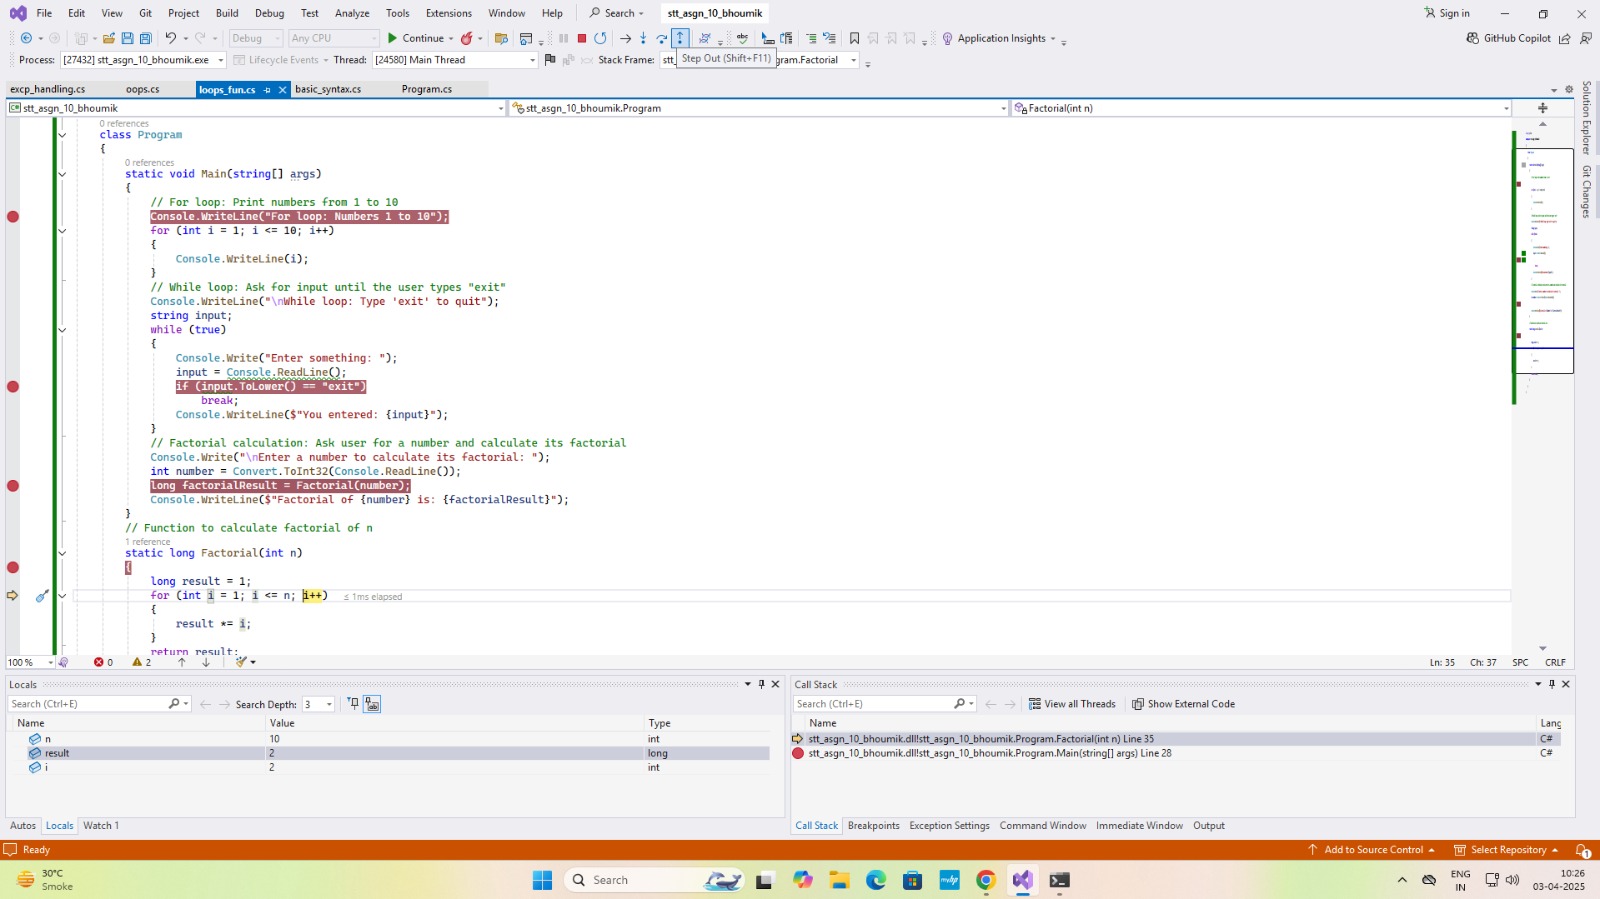 File Edit View Git Project Build Debug Test Analyze Tools Extensions Window Help Search stt_asgn_10_bhoumik Sign in
Debug Any CPU Continue Application Insights GitHub Copilot
Process: [27432] stt_asgn_10_bhoumik.exe Lifecycle Events Thread: [24580] Main Thread Stack Frame: stt_ gram.Factorial
Step Out (Shift+F11)
excp_handling.cs oops.cs loops_fun.cs basic_syntax.cs Program.cs
stt_asgn_10_bhoumik stt_asgn_10_bhoumik.Program Factorial(int n)
0 references
class Program
{
0 references
static void Main(string[] args)
{
// For loop: Print numbers from 1 to 10
Console.WriteLine("For loop: Numbers 1 to 10");
for (int i = 1; i <= 10; i++)
{
Console.WriteLine(i);
}
// While loop: Ask for input until the user types "exit"
Console.WriteLine("\nWhile loop: Type 'exit' to quit");
string input;
while (true)
{
Console.Write("Enter something: ");
input = Console.ReadLine();
if (input.ToLower() == "exit")
break;
Console.WriteLine($"You entered: {input}");
}
// Factorial calculation: Ask user for a number and calculate its factorial
Console.Write("\nEnter a number to calculate its factorial: ");
int number = Convert.ToInt32(Console.ReadLine());
long factorialResult = Factorial(number);
Console.WriteLine($"Factorial of {number} is: {factorialResult}");
}
// Function to calculate factorial of n
1 reference
static long Factorial(int n)
{
long result = 1;
for (int i = 1; i <= n; i++) ≤ 1ms elapsed
{
result *= i;
}
return result;
100 % 0 2 Ln: 35 Ch: 37 SPC CRLF
Solution Explorer
Git Changes
Locals
Search (Ctrl+E) Search Depth: 3
Name Value Type
n 10 int
result 2 long
i 2 int
Autos Locals Watch 1
Call Stack
Search (Ctrl+E) View all Threads Show External Code
Name Lang
stt_asgn_10_bhoumik.dll!stt_asgn_10_bhoumik.Program.Factorial(int n) Line 35 C#
stt_asgn_10_bhoumik.dll!stt_asgn_10_bhoumik.Program.Main(string[] args) Line 28 C#
Call Stack Breakpoints Exception Settings Command Window Immediate Window Output
Ready Add to Source Control Select Repository 1
30°C
Smoke
Search
ENG
IN
10:26
03-04-2025